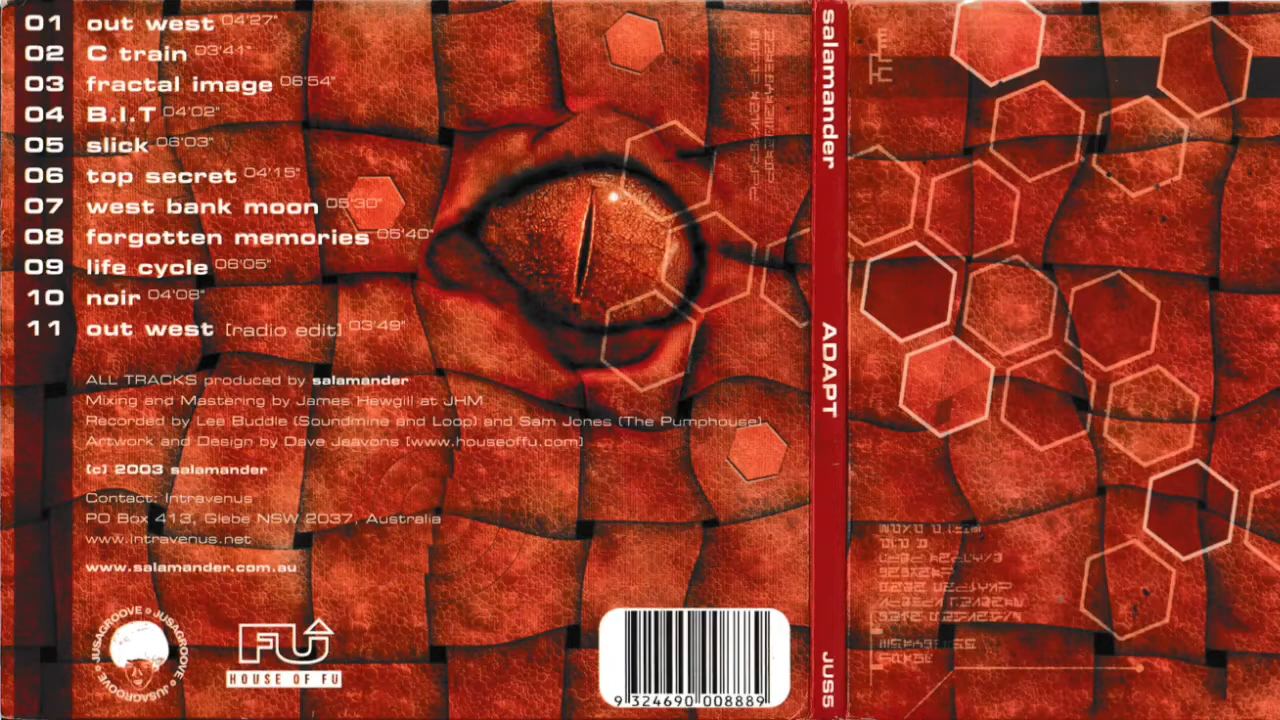 01 out west 04'27"
02 C train 03'41"
03 fractal image 06'54"
04 B.I.T 04'02"
05 slick 06'03"
06 top secret 04'15"
07 west bank moon 05'30"
08 forgotten memories 05'40"
09 life cycle 06'05"
10 noir 04'08"
11 out west [radio edit] 03'49"
ALL TRACKS produced by salamander
Mixing and Mastering by James Hewgill at JHM
Recorded by Lee Buddle (Soundmine and Loop) and Sam Jones (The Pumphouse)
Artwork and Design by Dave Jeavons [www.houseoffu.com]
(c) 2003 salamander
Contact: Intravenus
PO Box 413, Glebe NSW 2037, Australia
www.intravenus.net
www.salamander.com.au
JUSAGROOVE JUSAGROOVE JUSAGROOVE
FU
HOUSE OF FU
9 324690 008889
salamander
ADAPT
JUS5